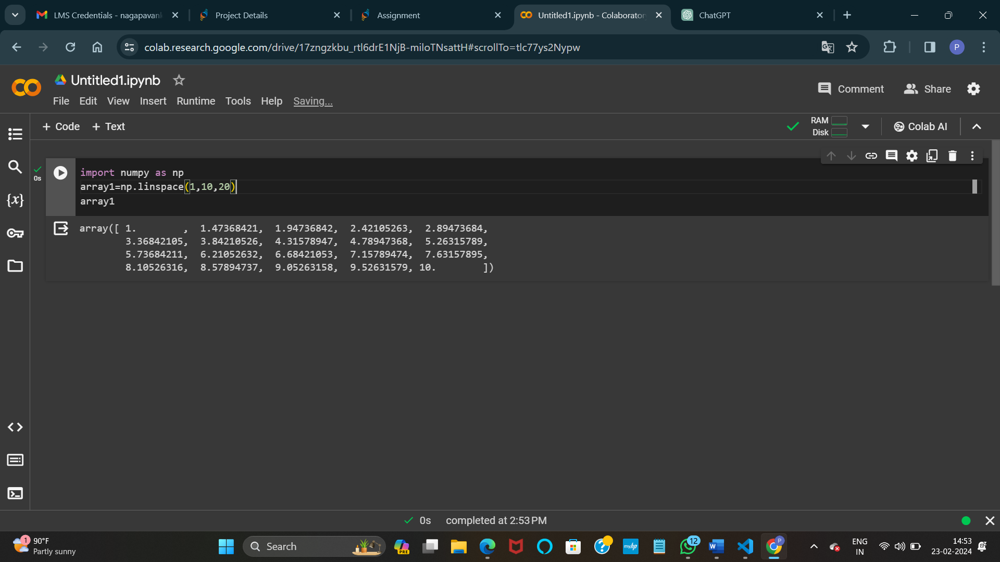 LMS Credentials - nagapavank
Project Details
Assignment
Untitled1.ipynb - Colaboratory
ChatGPT
colab.research.google.com/drive/17zngzkbu_rtl6drE1NjB-miloTNsattH#scrollTo=tlc77ys2Nypw
P
Untitled1.ipynb
Comment
Share
File Edit View Insert Runtime Tools Help Saving...
+ Code + Text
RAM
Disk
Colab AI
0s
import numpy as np
array1=np.linspace(1,10,20)
array1
{x}
array([ 1.        ,  1.47368421,  1.94736842,  2.42105263,  2.89473684,
        3.36842105,  3.84210526,  4.31578947,  4.78947368,  5.26315789,
        5.73684211,  6.21052632,  6.68421053,  7.15789474,  7.63157895,
        8.10526316,  8.57894737,  9.05263158,  9.52631579, 10.        ])
0s completed at 2:53 PM
1
90°F
Partly sunny
Search
PRE
myhp
12
P
ENG
IN
14:53
23-02-2024